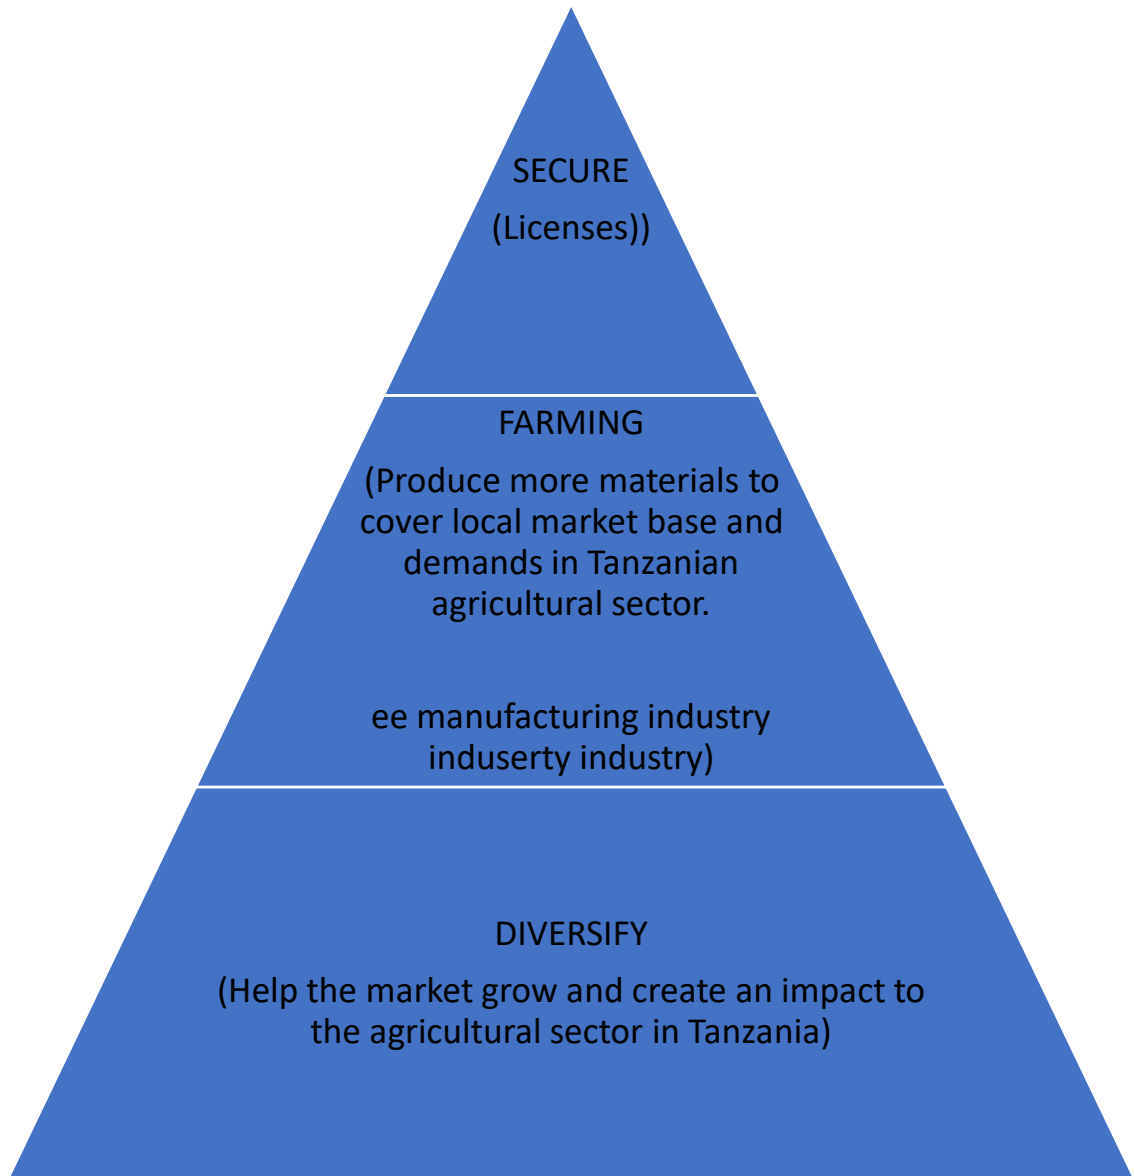 SECURE
(Licenses))
FARMING
(Produce more materials to
cover local market base and
demands in Tanzanian
agricultural sector.
ee manufacturing industry
induserty industry)
DIVERSIFY
(Help the market grow and create an impact to
the agricultural sector in Tanzania)